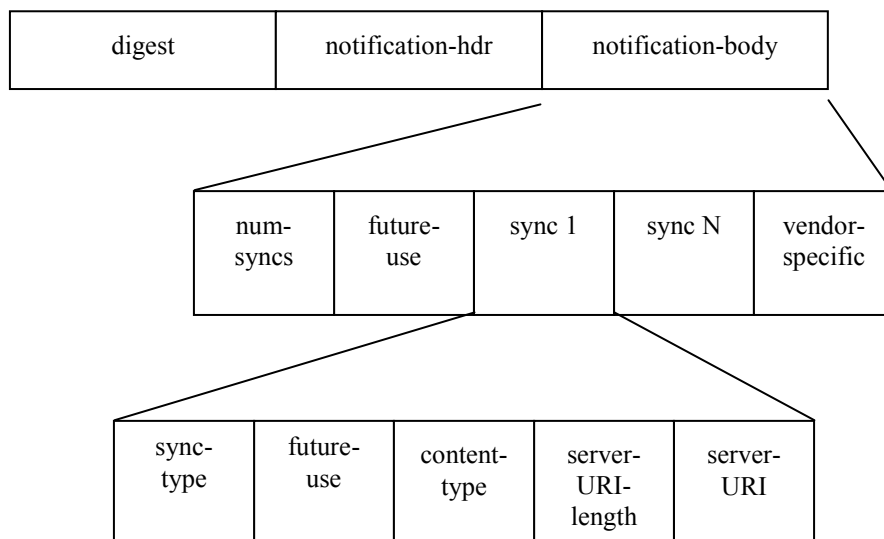 digest
notification-hdr
notification-body
num-
syncs
future-
use
sync 1
sync N
vendor-
specific
sync-
type
future-
use
content-
type
server-
URI-
length
server-
URI